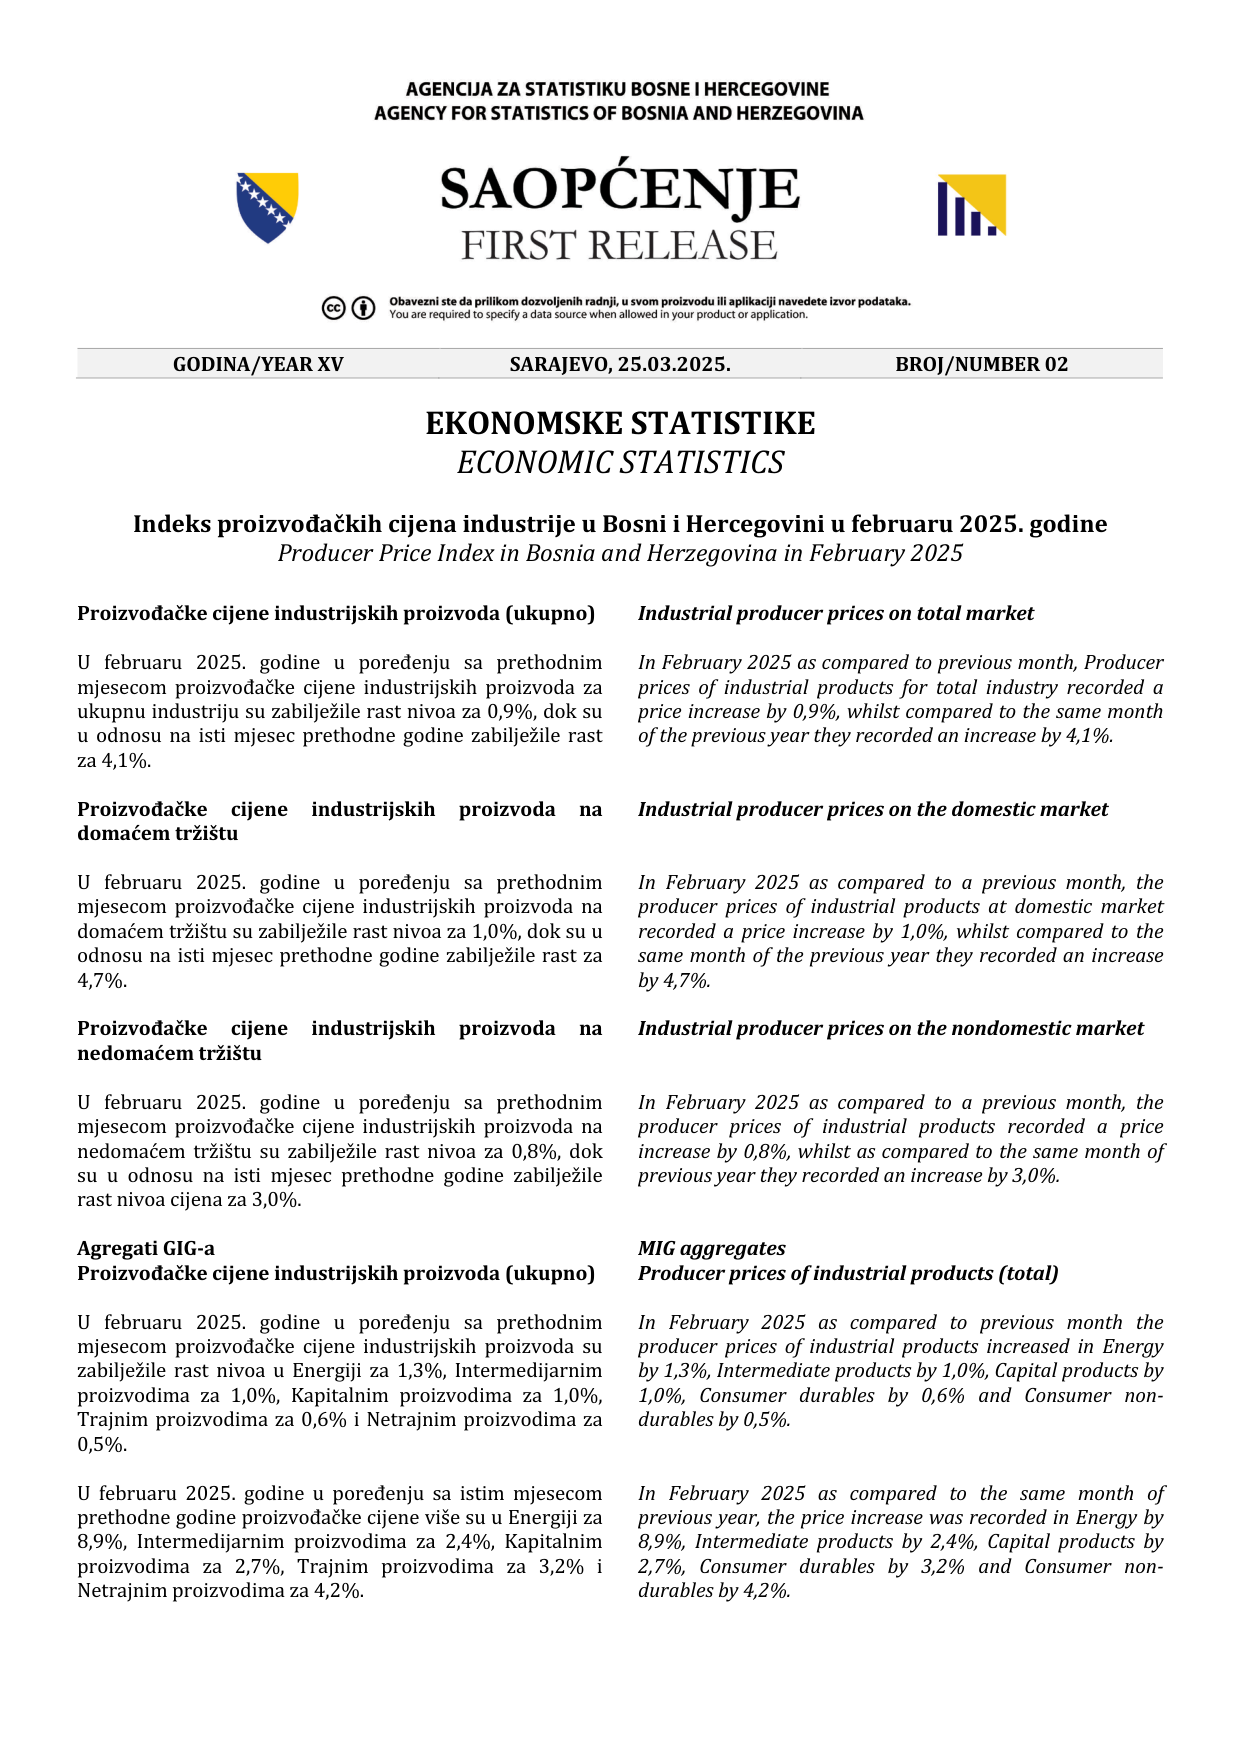 AGENCIJA ZA STATISTIKU BOSNE I HERCEGOVINE
AGENCY FOR STATISTICS OF BOSNIA AND HERZEGOVINA
SAOPĆENJE
FIRST RELEASE
cc
Obavezni ste da prilikom dozvoljenih radnji, u svom proizvodu ili aplikaciji navedete izvor podataka.
You are required to specify a data source when allowed in your product or application.
GODINA/YEAR XV SARAJEVO, 25.03.2025. BROJ/NUMBER 02
EKONOMSKE STATISTIKE
ECONOMIC STATISTICS
Indeks proizvođačkih cijena industrije u Bosni i Hercegovini u februaru 2025. godine
Producer Price Index in Bosnia and Herzegovina in February 2025
Proizvođačke cijene industrijskih proizvoda (ukupno)
U februaru 2025. godine u poređenju sa prethodnim
mjesecom proizvođačke cijene industrijskih proizvoda za
ukupnu industriju su zabilježile rast nivoa za 0,9%, dok su
u odnosu na isti mjesec prethodne godine zabilježile rast
za 4,1%.
Proizvođačke cijene industrijskih proizvoda na
domaćem tržištu
U februaru 2025. godine u poređenju sa prethodnim
mjesecom proizvođačke cijene industrijskih proizvoda na
domaćem tržištu su zabilježile rast nivoa za 1,0%, dok su u
odnosu na isti mjesec prethodne godine zabilježile rast za
4,7%.
Proizvođačke cijene industrijskih proizvoda na
nedomaćem tržištu
U februaru 2025. godine u poređenju sa prethodnim
mjesecom proizvođačke cijene industrijskih proizvoda na
nedomaćem tržištu su zabilježile rast nivoa za 0,8%, dok
su u odnosu na isti mjesec prethodne godine zabilježile
rast nivoa cijena za 3,0%.
Agregati GIG-a
Proizvođačke cijene industrijskih proizvoda (ukupno)
U februaru 2025. godine u poređenju sa prethodnim
mjesecom proizvođačke cijene industrijskih proizvoda su
zabilježile rast nivoa u Energiji za 1,3%, Intermedijarnim
proizvodima za 1,0%, Kapitalnim proizvodima za 1,0%,
Trajnim proizvodima za 0,6% i Netrajnim proizvodima za
0,5%.
U februaru 2025. godine u poređenju sa istim mjesecom
prethodne godine proizvođačke cijene više su u Energiji za
8,9%, Intermedijarnim proizvodima za 2,4%, Kapitalnim
proizvodima za 2,7%, Trajnim proizvodima za 3,2% i
Netrajnim proizvodima za 4,2%.
Industrial producer prices on total market
In February 2025 as compared to previous month, Producer
prices of industrial products for total industry recorded a
price increase by 0,9%, whilst compared to the same month
of the previous year they recorded an increase by 4,1%.
Industrial producer prices on the domestic market
In February 2025 as compared to a previous month, the
producer prices of industrial products at domestic market
recorded a price increase by 1,0%, whilst compared to the
same month of the previous year they recorded an increase
by 4,7%.
Industrial producer prices on the nondomestic market
In February 2025 as compared to a previous month, the
producer prices of industrial products recorded a price
increase by 0,8%, whilst as compared to the same month of
previous year they recorded an increase by 3,0%.
MIG aggregates
Producer prices of industrial products (total)
In February 2025 as compared to previous month the
producer prices of industrial products increased in Energy
by 1,3%, Intermediate products by 1,0%, Capital products by
1,0%, Consumer durables by 0,6% and Consumer non-
durables by 0,5%.
In February 2025 as compared to the same month of
previous year, the price increase was recorded in Energy by
8,9%, Intermediate products by 2,4%, Capital products by
2,7%, Consumer durables by 3,2% and Consumer non-
durables by 4,2%.